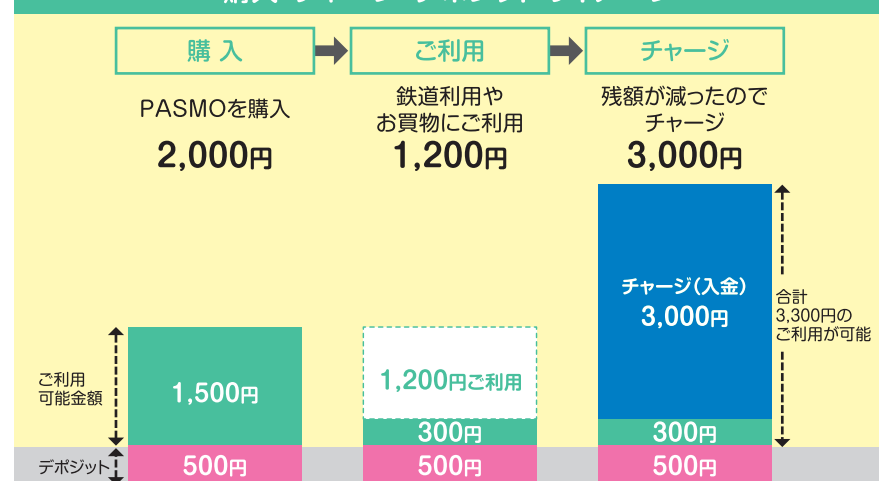 購入
ご利用
チャージ
PASMOを購入
2,000円
鉄道利用や
お買物にご利用
1,200円
残額が減ったので
チャージ
3,000円
ご利用
可能金額
1,500円
デポジット
500円
1,200円ご利用
300円
500円
チャージ(入金)
3,000円
300円
500円
合計
3,300円の
ご利用が可能